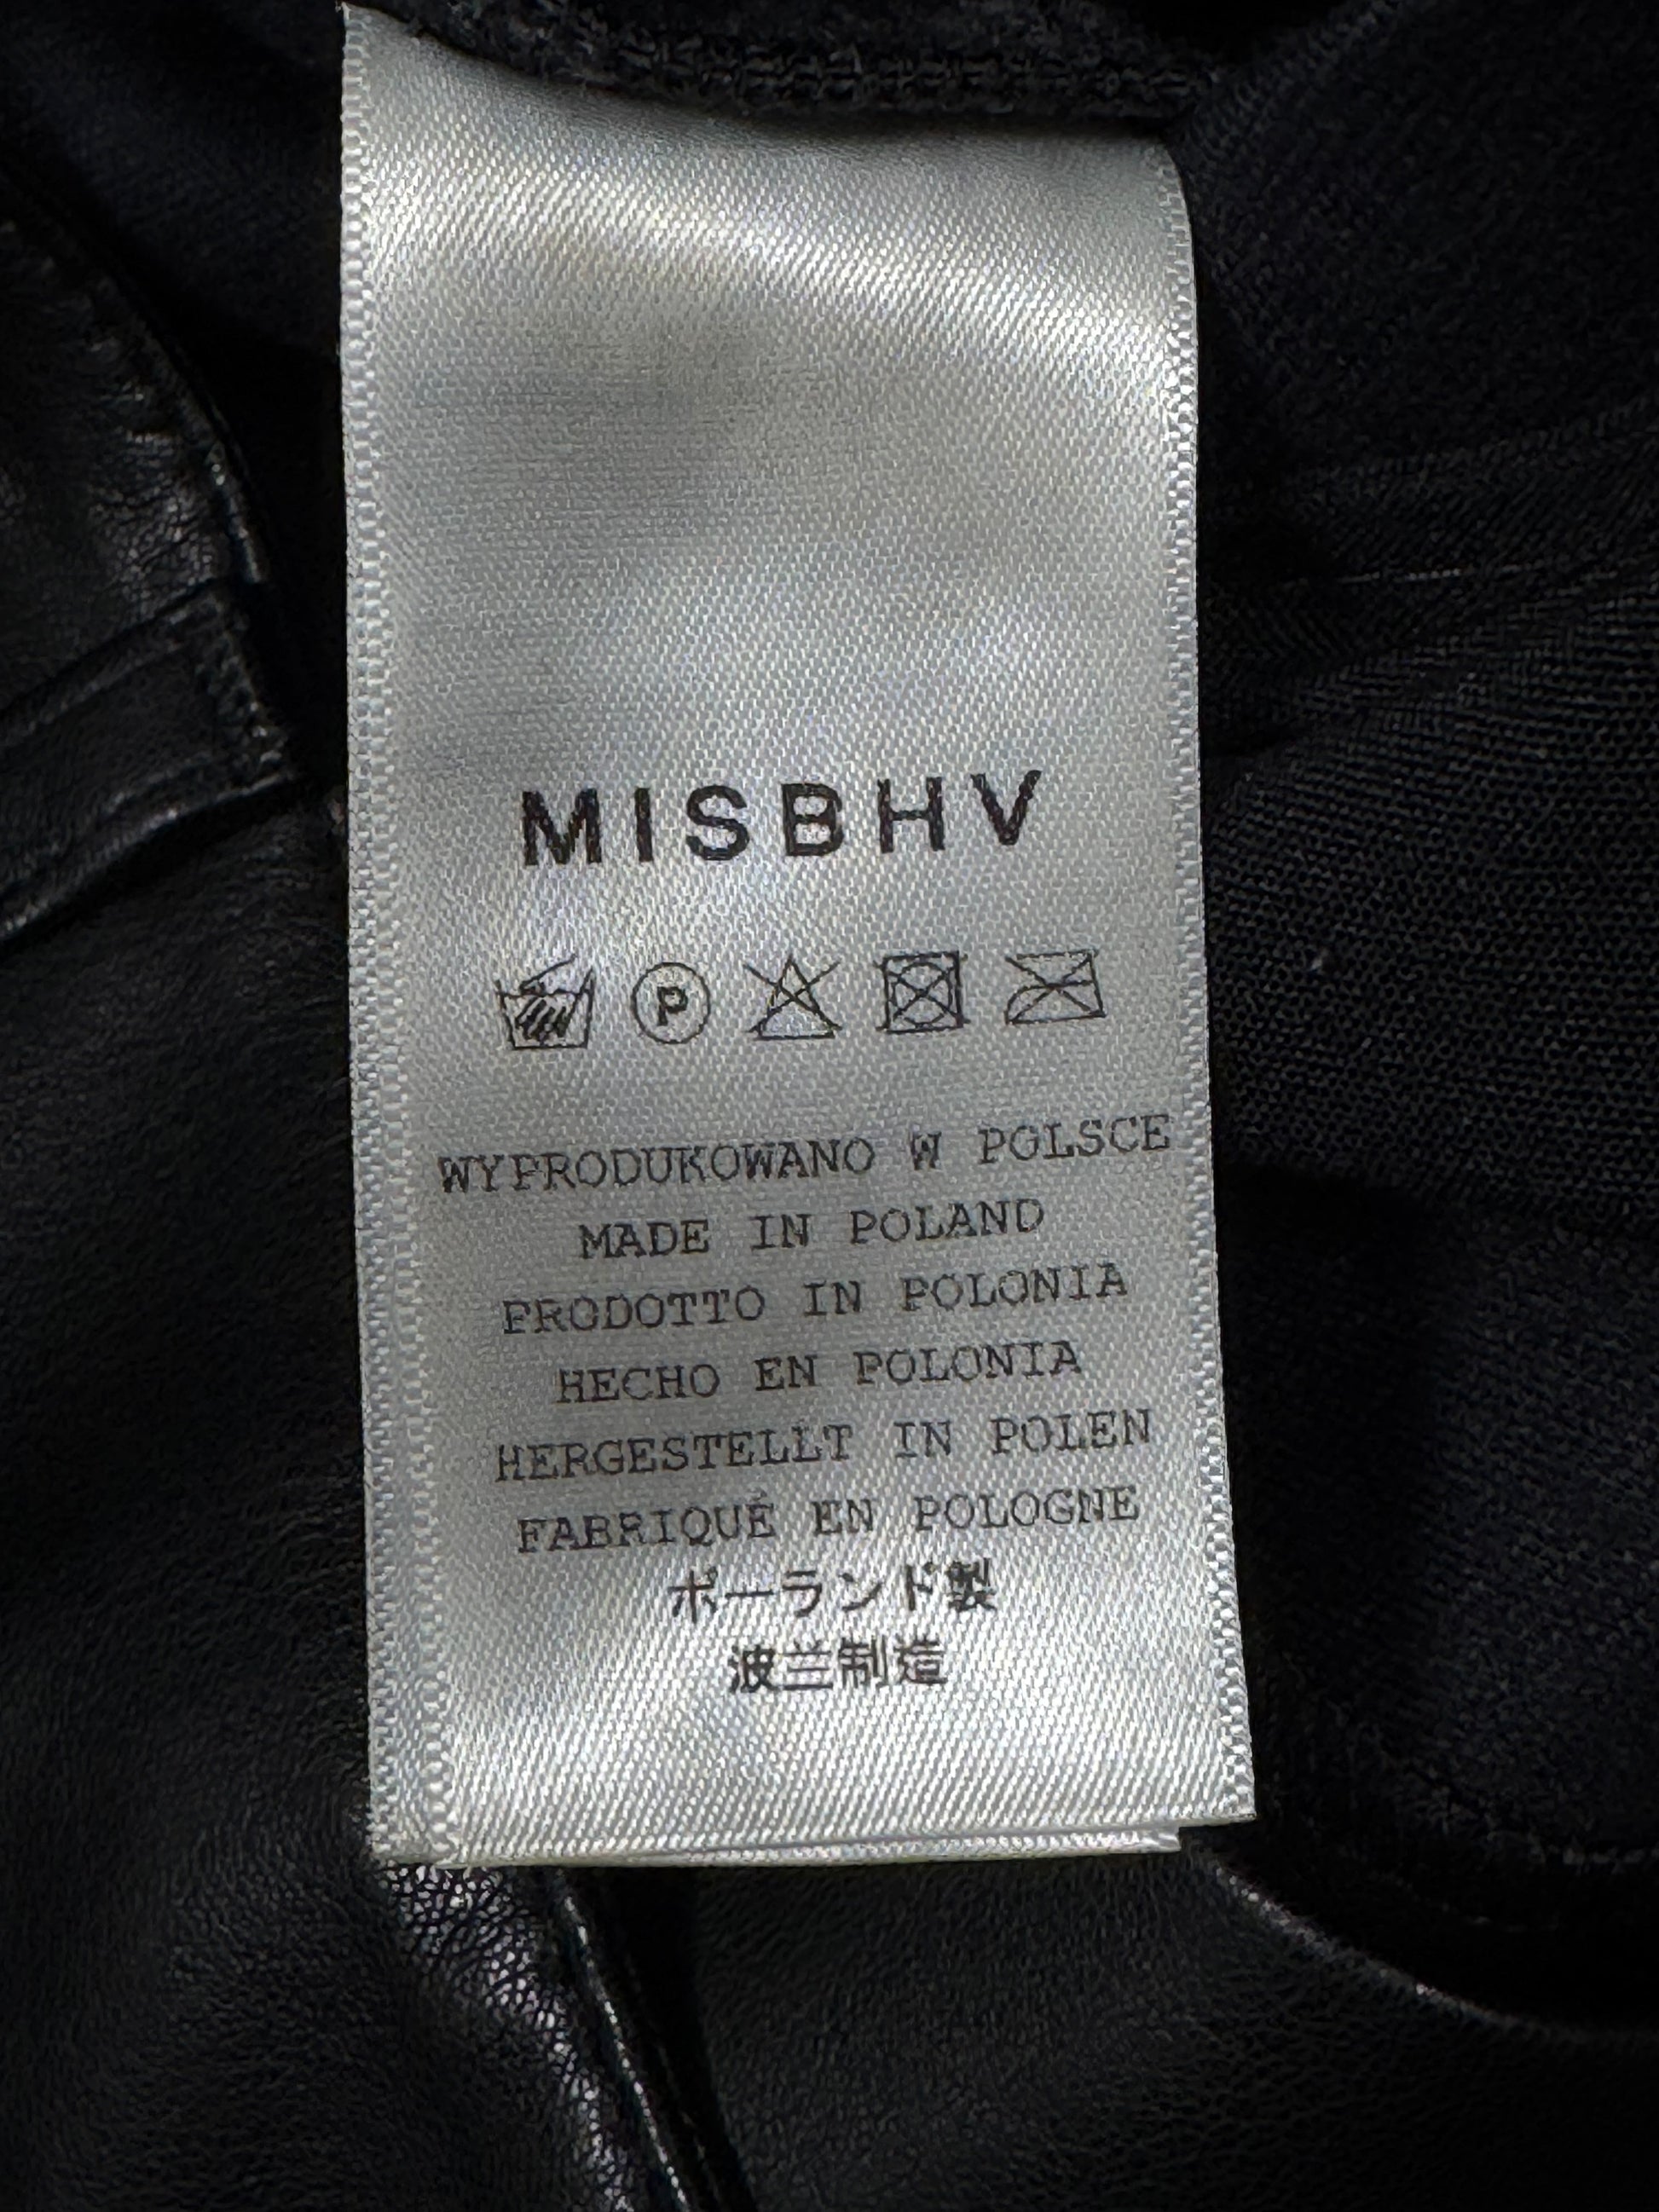 MISBHV
P
WYPRODUKOWANO W POLSCE
MADE IN POLAND
PRODOTTO IN POLONIA
HECHO EN POLONIA
HERGESTELLT IN POLEN
FABRIQUÉ EN POLOGNE
ポーランド製
波兰制造